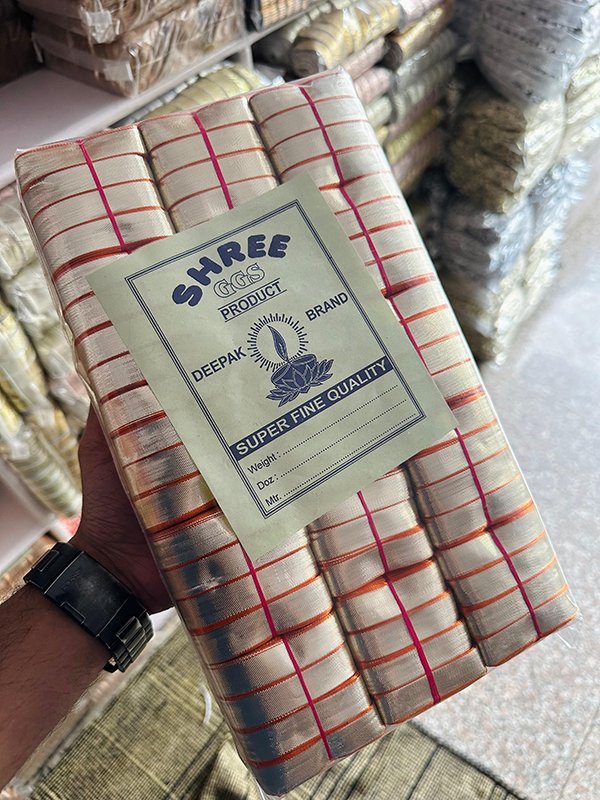 SHREE
GGS
PRODUCT
DEEPAK BRAND
SUPER FINE QUALITY
Weight :
Doz :
Mtr.